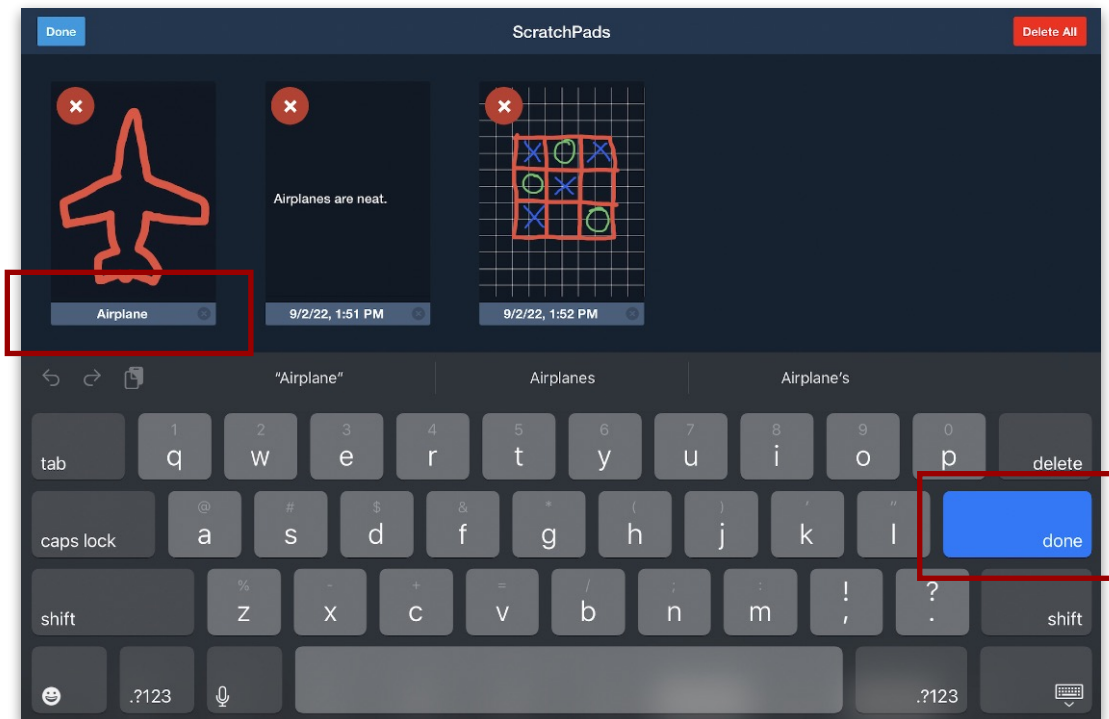 Done ScratchPads Delete All
Airplanes are neat.
Airplane 9/2/22, 1:51 PM 9/2/22, 1:52 PM
“Airplane” Airplanes Airplane’s
1 2 3 4 5 6 7 8 9 0
tab q w e r t y u i o p delete
@ # $ & * ( ) ' "
caps lock a s d f g h j k l done
% - + = / ; : ! ?
shift z x c v b n m , . shift
.?123 .?123